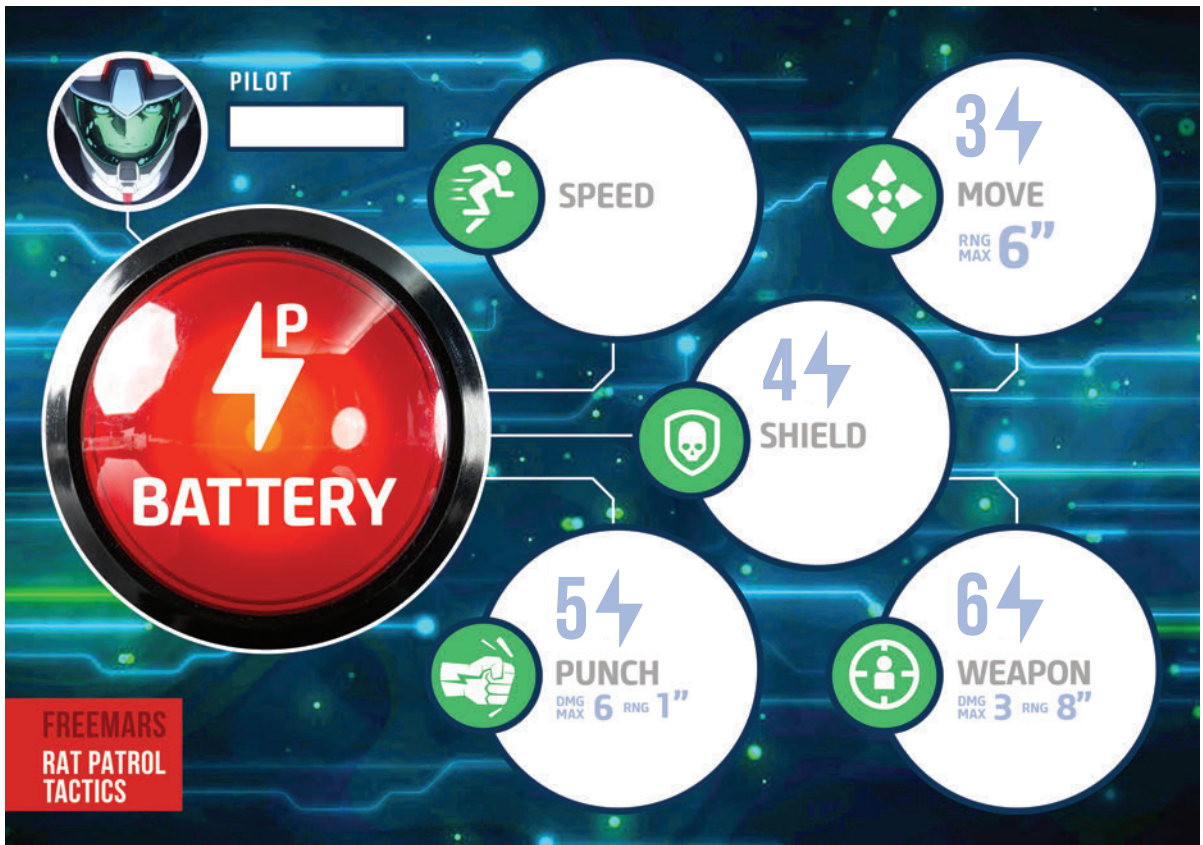 PILOT
SPEED
3
MOVE
RNG MAX 6”
P
BATTERY
4
SHIELD
5
PUNCH
DMG MAX 6 RNG 1”
6
WEAPON
DMG MAX 3 RNG 8”
FREEMARS
RAT PATROL
TACTICS